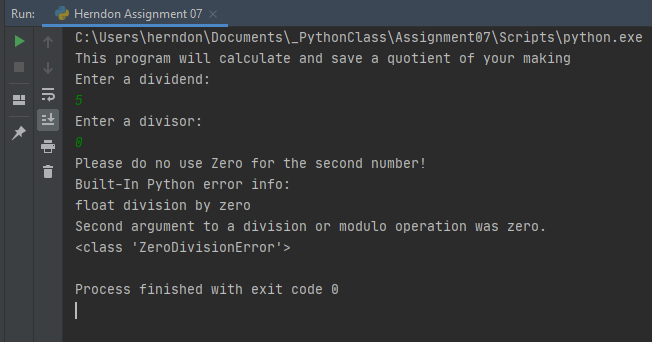 Run: Herndon Assignment 07 ×
C:\Users\herndon\Documents\_PythonClass\Assignment07\Scripts\python.exe
This program will calculate and save a quotient of your making
Enter a dividend:
5
Enter a divisor:
0
Please do no use Zero for the second number!
Built-In Python error info:
float division by zero
Second argument to a division or modulo operation was zero.
<class 'ZeroDivisionError'>
Process finished with exit code 0